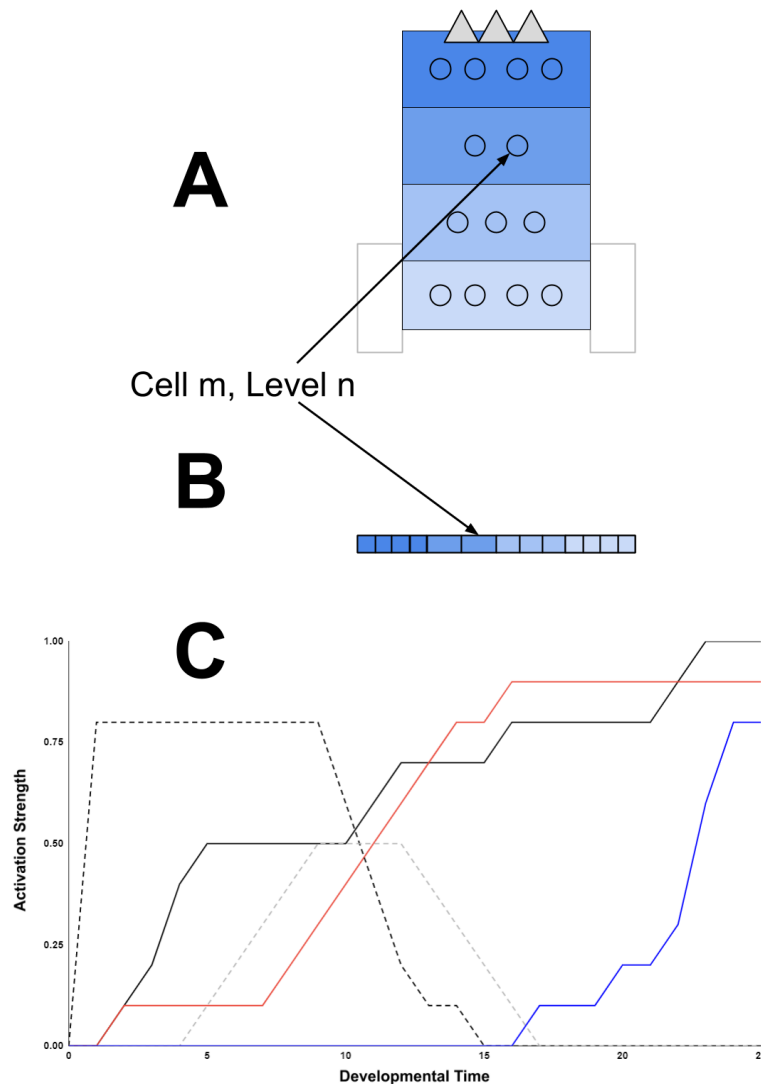 A
Cell m, Level n
B
C
1.00
0.75
0.50
0.25
0.00
Activation Strength
0
5
10
15
20
Developmental Time